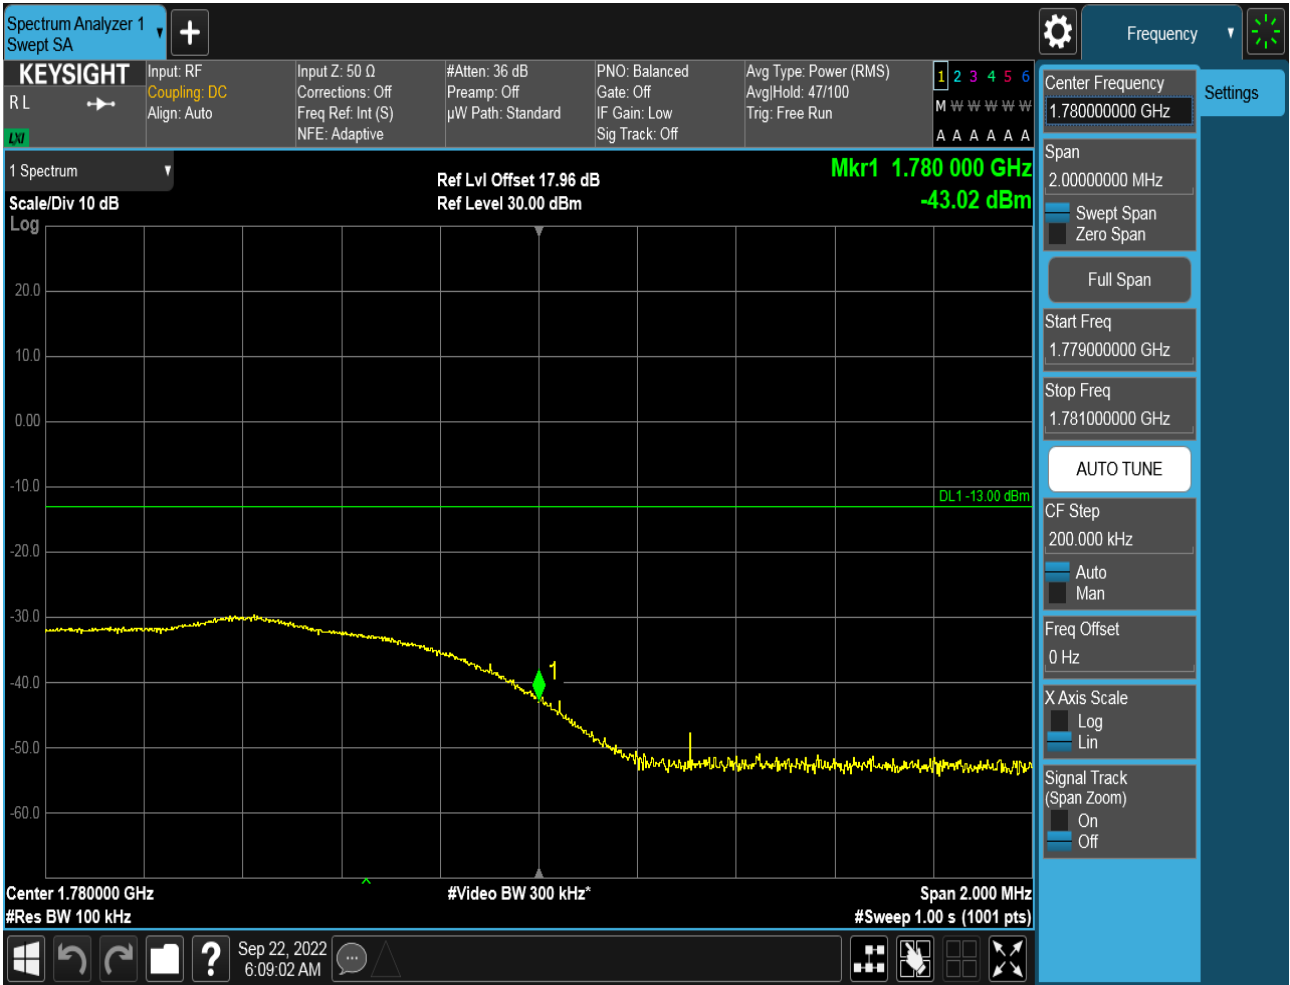 Spectrum Analyzer 1
Swept SA
Frequency
KEYSIGHT
R L
LXI
Input: RF
Coupling: DC
Align: Auto
Input Z: 50 Ω
Corrections: Off
Freq Ref: Int (S)
NFE: Adaptive
#Atten: 36 dB
Preamp: Off
µW Path: Standard
PNO: Balanced
Gate: Off
IF Gain: Low
Sig Track: Off
Avg Type: Power (RMS)
Avg|Hold: 47/100
Trig: Free Run
1 2 3 4 5 6
M W W W W W
A A A A A A
1 Spectrum
Scale/Div 10 dB
Log
Ref Lvl Offset 17.96 dB
Ref Level 30.00 dBm
Mkr1 1.780 000 GHz
-43.02 dBm
20.0
10.0
0.00
-10.0
-20.0
-30.0
-40.0
-50.0
-60.0
DL1 -13.00 dBm
1
Center 1.780000 GHz
#Res BW 100 kHz
#Video BW 300 kHz*
Span 2.000 MHz
#Sweep 1.00 s (1001 pts)
Sep 22, 2022
6:09:02 AM
Center Frequency
1.780000000 GHz
Settings
Span
2.00000000 MHz
Swept Span
Zero Span
Full Span
Start Freq
1.779000000 GHz
Stop Freq
1.781000000 GHz
AUTO TUNE
CF Step
200.000 kHz
Auto
Man
Freq Offset
0 Hz
X Axis Scale
Log
Lin
Signal Track
(Span Zoom)
On
Off